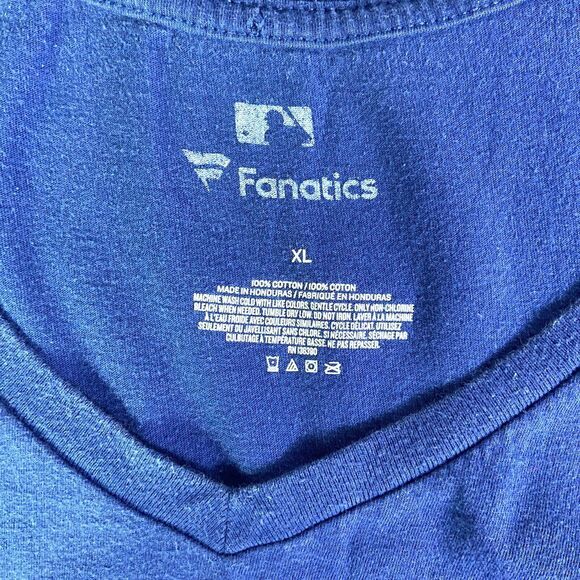 Fanatics
XL
100% COTTON / 100% COTON
MADE IN HONDURAS / FABRIQUÉ EN HONDURAS
MACHINE WASH COLD WITH LIKE COLORS. GENTLE CYCLE. ONLY NON-CHLORINE
BLEACH WHEN NEEDED. TUMBLE DRY LOW. DO NOT IRON. LAVER À LA MACHINE
À L'EAU FROIDE AVEC COULEURS SIMILAIRES. CYCLE DÉLICAT. UTILISEZ
SEULEMENT DU JAVELLISANT SANS CHLORE, SI NÉCESSAIRE. SÉCHAGE PAR
CULBUTAGE À TEMPÉRATURE BASSE. NE PAS REPASSER.
RN 136380